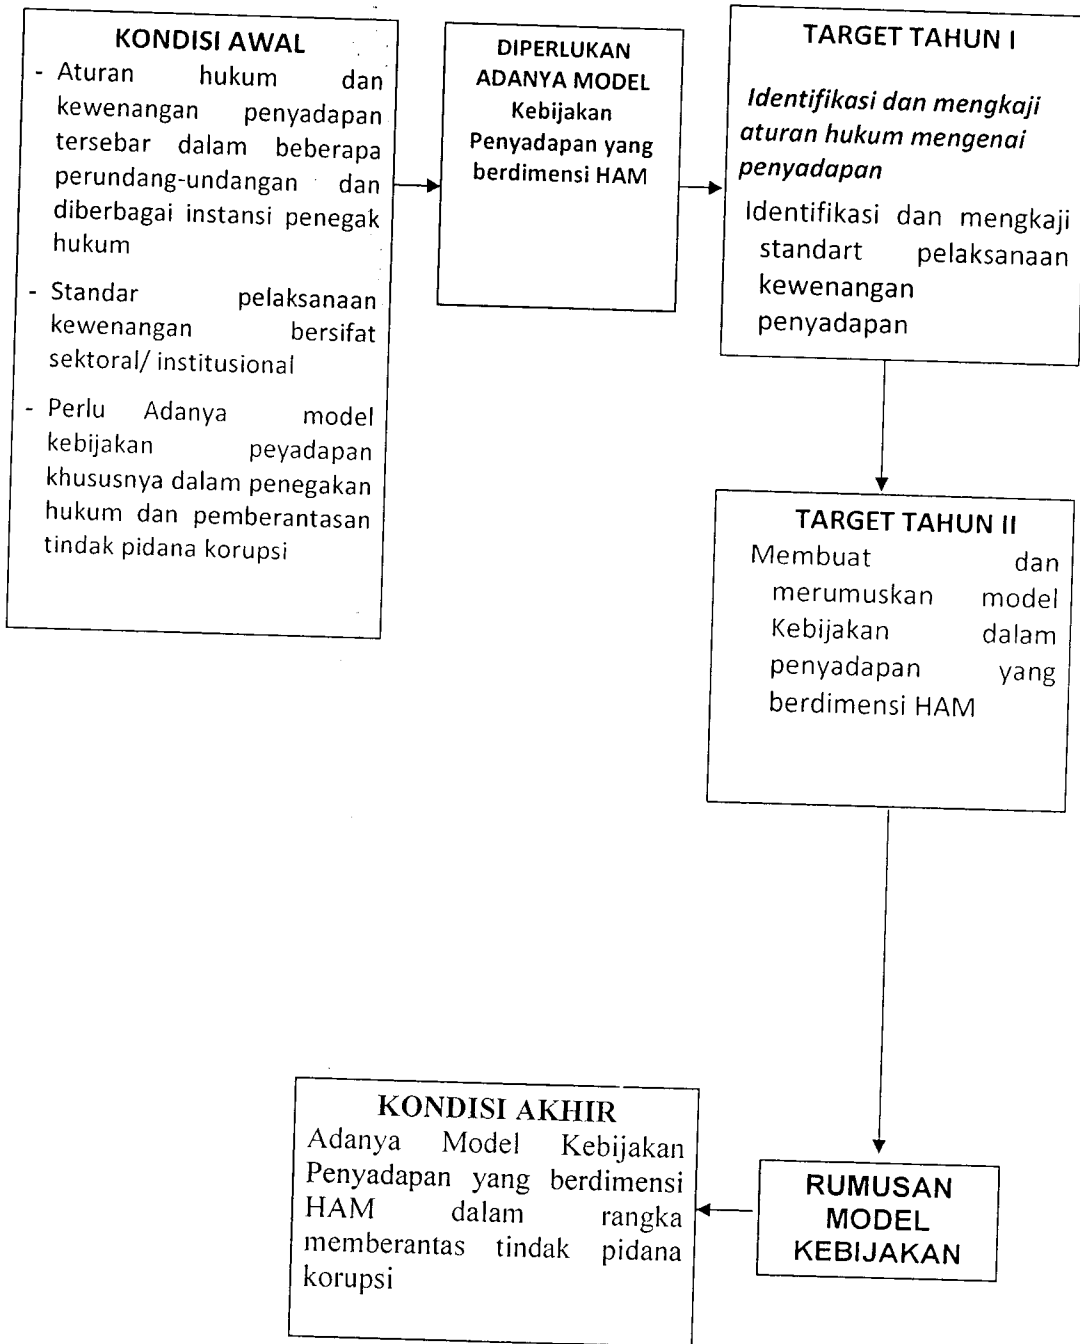 KONDISI AWAL
- Aturan hukum dan
kewenangan penyadapan
tersebar dalam beberapa
perundang-undangan dan
diberbagai instansi penegak
hukum
- Standar pelaksanaan
kewenangan bersifat
sektoral/ institusional
- Perlu Adanya model
kebijakan peyadapan
khususnya dalam penegakan
hukum dan pemberantasan
tindak pidana korupsi
DIPERLUKAN
ADANYA MODEL
Kebijakan
Penyadapan yang
berdimensi HAM
TARGET TAHUN I
Identifikasi dan mengkaji
aturan hukum mengenai
penyadapan
Identifikasi dan mengkaji
standart pelaksanaan
kewenangan
penyadapan
TARGET TAHUN II
Membuat dan
merumuskan model
Kebijakan dalam
penyadapan yang
berdimensi HAM
RUMUSAN
MODEL
KEBIJAKAN
KONDISI AKHIR
Adanya Model Kebijakan
Penyadapan yang berdimensi
HAM dalam rangka
memberantas tindak pidana
korupsi